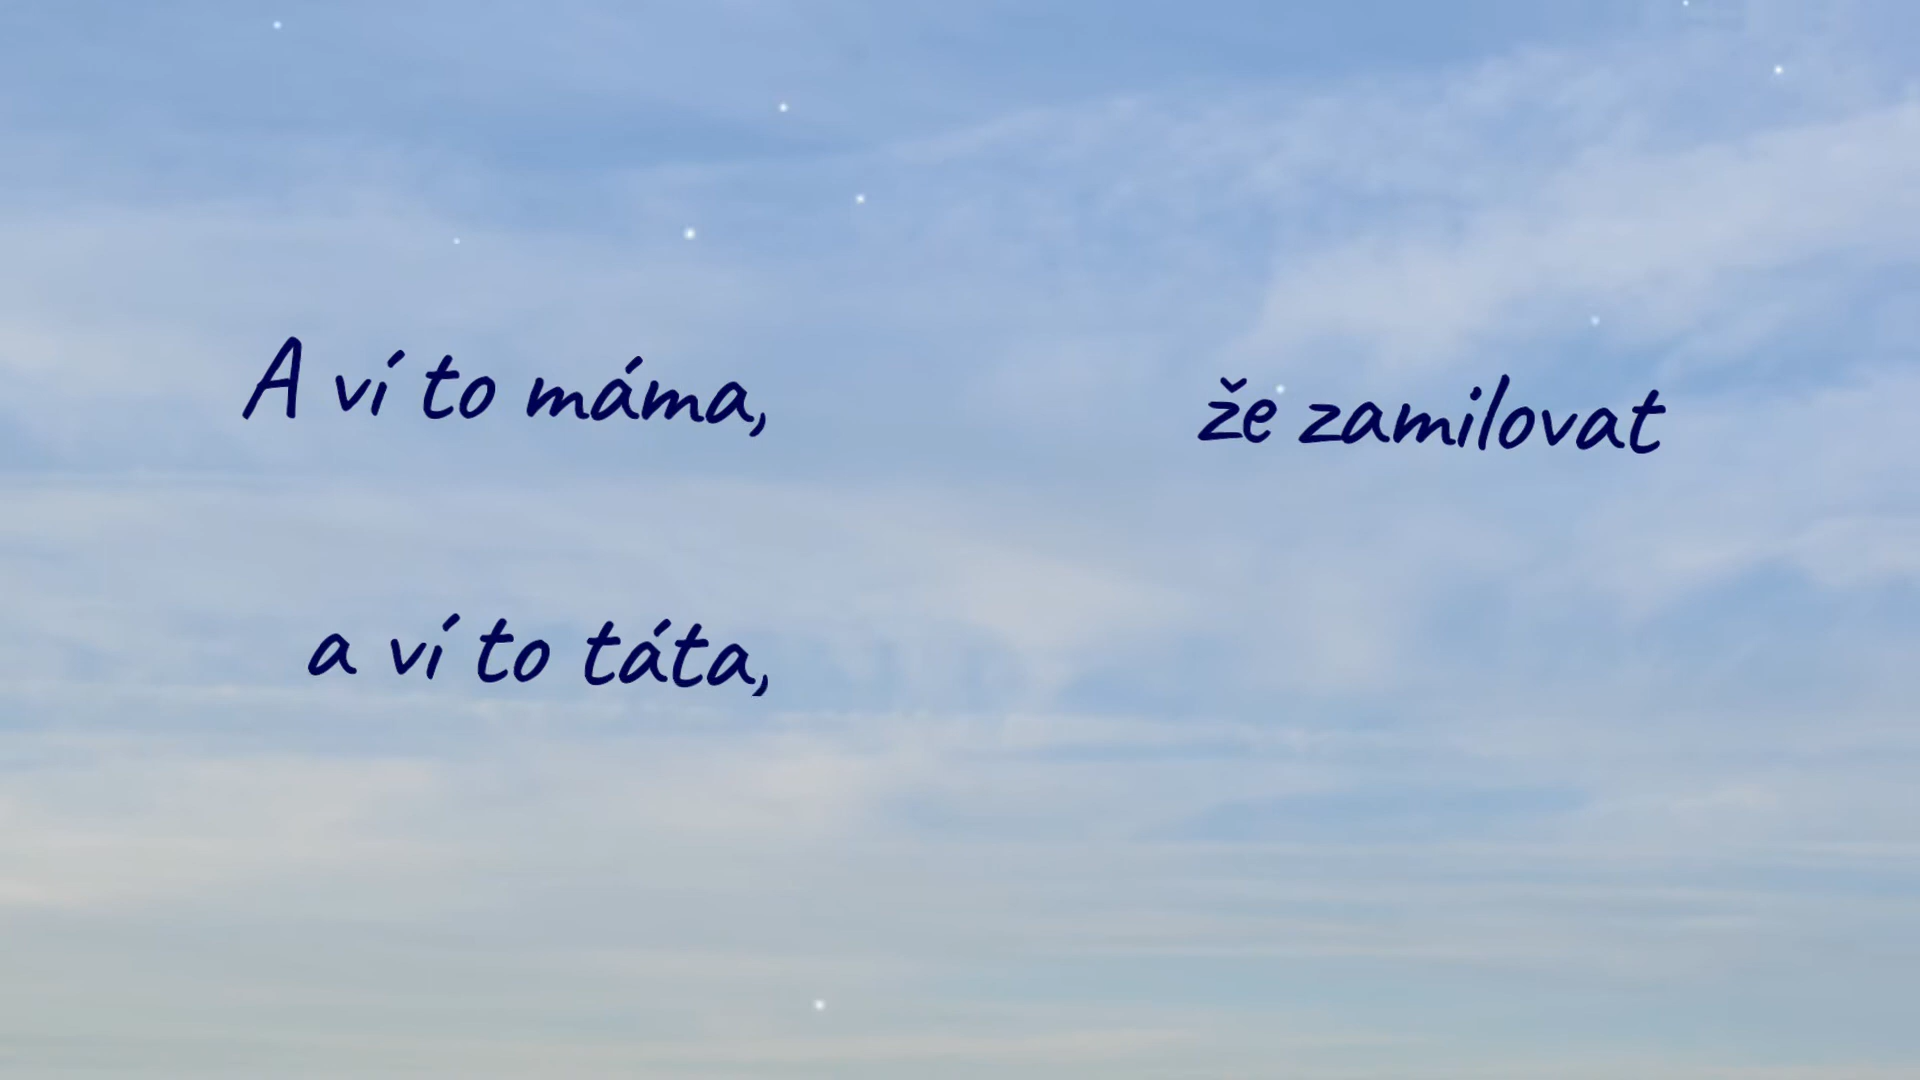 A ví to máma,
a ví to táta,
že zamilovat